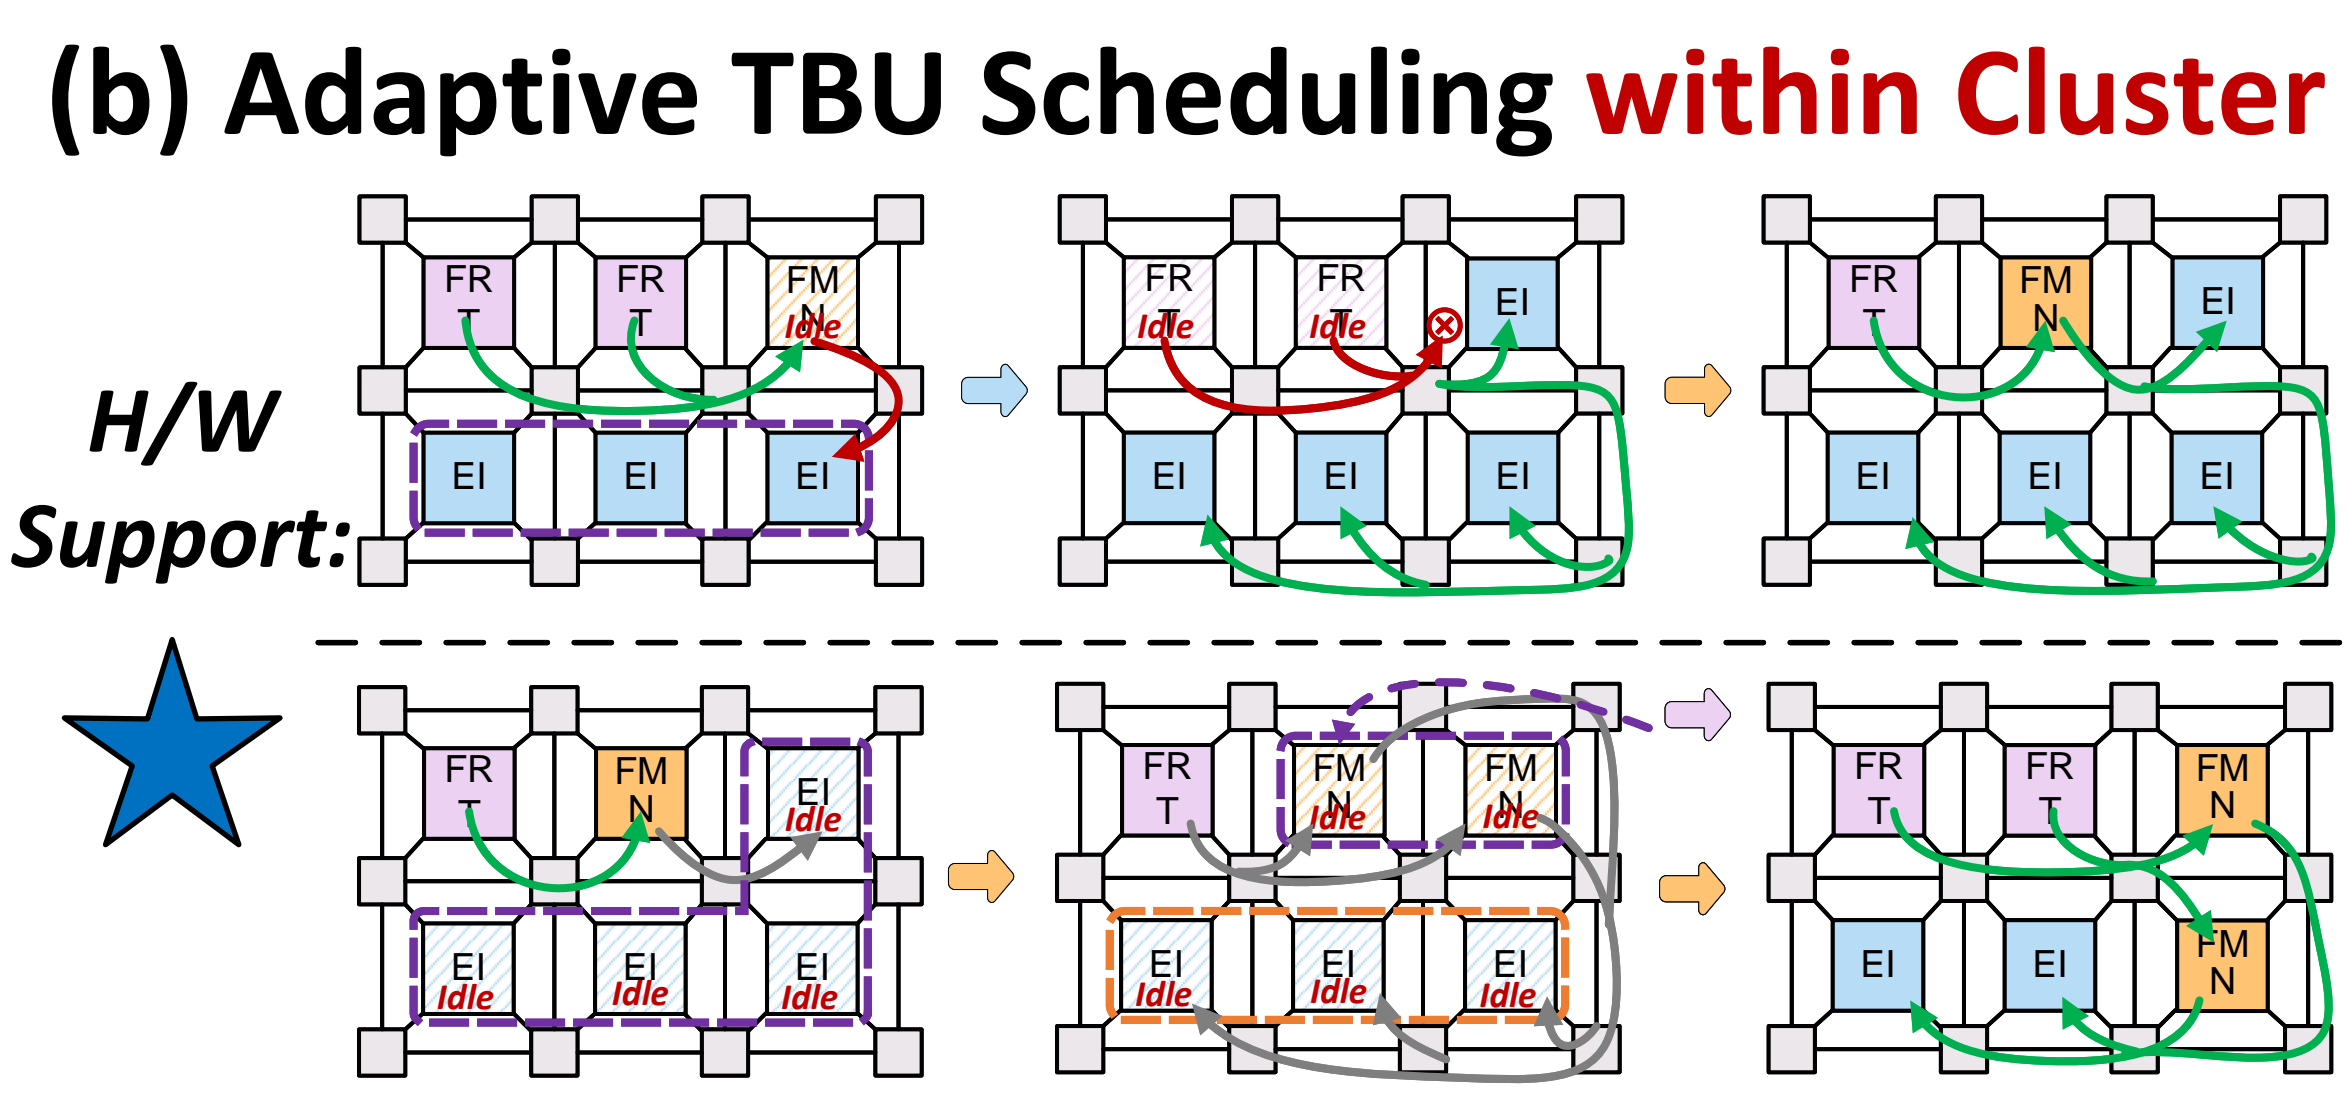 (b) Adaptive TBU Scheduling within Cluster
H/W
Support:
FR
T
FR
T
FM
N
Idle
EI
EI
EI
FR
T
Idle
FR
T
Idle
EI
EI
EI
EI
FR
T
FM
N
EI
EI
EI
EI
FR
T
FM
N
EI
Idle
EI
Idle
EI
Idle
EI
Idle
FR
T
FM
N
Idle
FM
N
Idle
EI
Idle
EI
Idle
EI
Idle
FR
T
FR
T
FM
N
EI
EI
FM
N